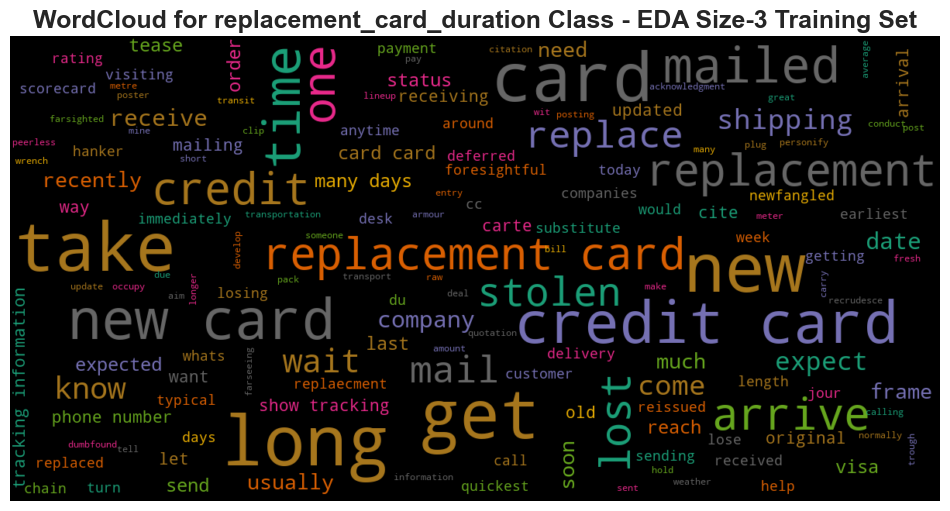 WordCloud for replacement_card_duration Class - EDA Size-3 Training Set
tease
payment
pay
citation
need
card
mailed
average
rating
visiting
order
time
one
status
lineup
receiving
acknowledgment
arrival
scorecard
metre
poster
transit
updated
great
farsighted
receive
mine
clip
anytime
around
wit
posting
replace
shipping
conduct
post
peerless
wrench
hanker
mailing
short
card card
deferred
foresightful
today
many
plug
personify
replacement
recently
credit
many days
entry
companies
newfangled
way
immediately
transportation
desk
armour
cc
carte
substitute
would
cite
meter
earliest
take
develop
someone
replacement card
bill
new
week
date
getting
fresh
due
update
occupy
longer
pack
transport
raw
make
carry
recrudesce
tracking information
aim
losing
du
deal
stolen
new card
company
quotation
credit card
last
amount
delivery
expected
whats
farseeing
wait
mail
customer
much
expect
know
want
replaecment
come
length
jour
frame
typical
show tracking
get
old
lost
reissued
arrive
calling
phone number
long
reach
days
dumbfound
tell
soon
lose
original
normally
trough
replaced
let
call
sending
received
visa
chain
turn
send
usually
information
quickest
hold
sent
weather
help